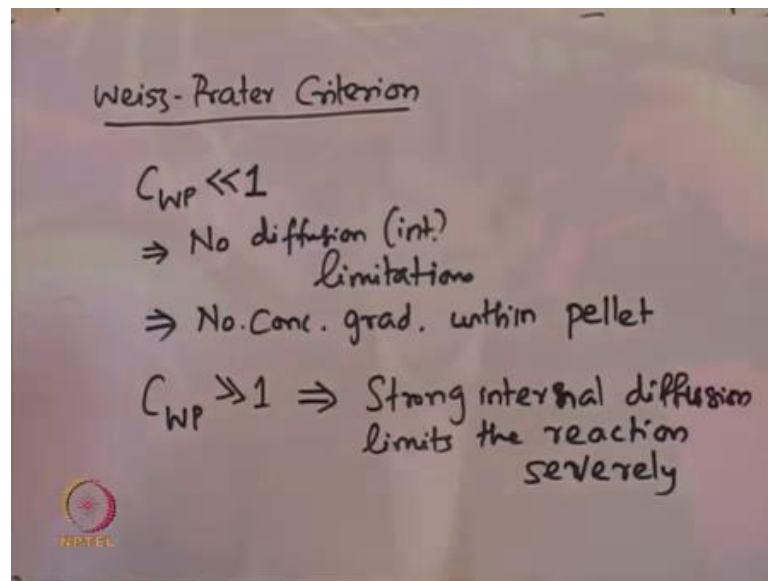 Weisz-Prater Criterion
C_WP << 1
⇒ No diffusion (int.)
limitations
⇒ No. Conc. grad. within pellet
C_WP >> 1 ⇒ Strong internal diffusion
limits the reaction
severely
NPTEL